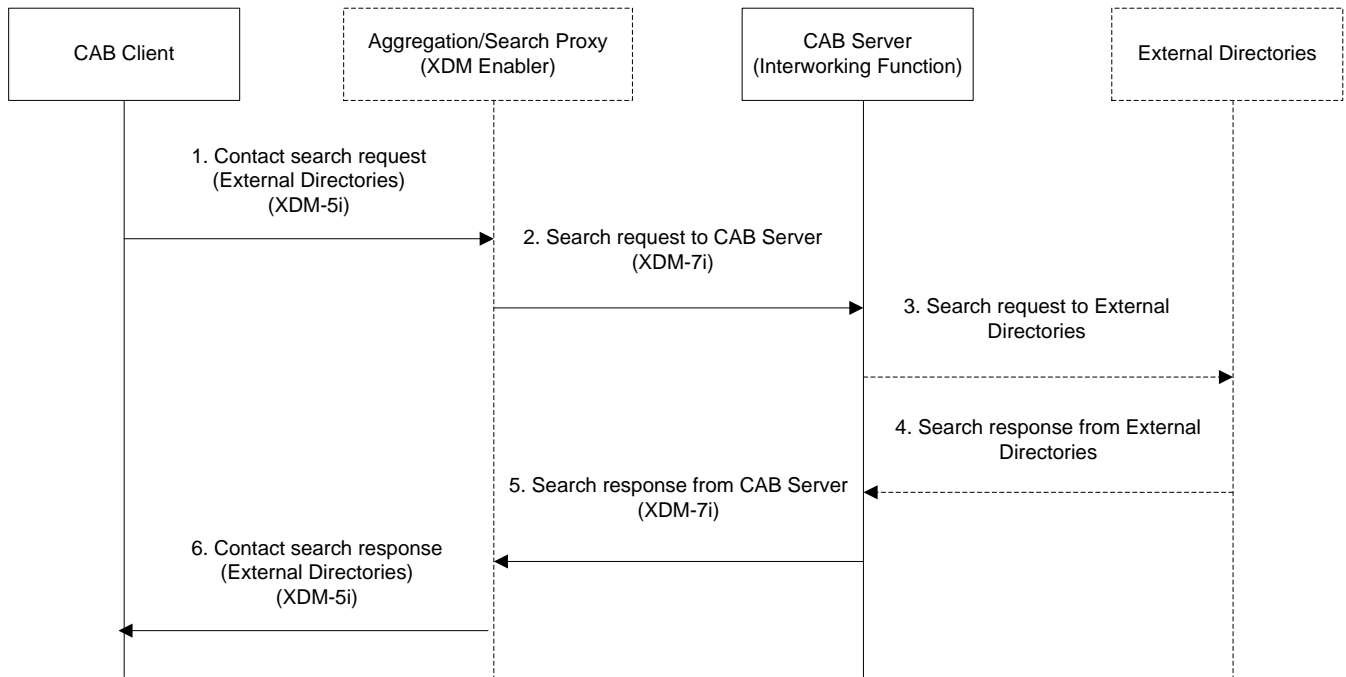 CAB Client
Aggregation/Search Proxy
(XDM Enabler)
CAB Server
(Interworking Function)
External Directories
1. Contact search request
(External Directories)
(XDM-5i)
2. Search request to CAB Server
(XDM-7i)
3. Search request to External
Directories
4. Search response from External
Directories
5. Search response from CAB Server
(XDM-7i)
6. Contact search response
(External Directories)
(XDM-5i)